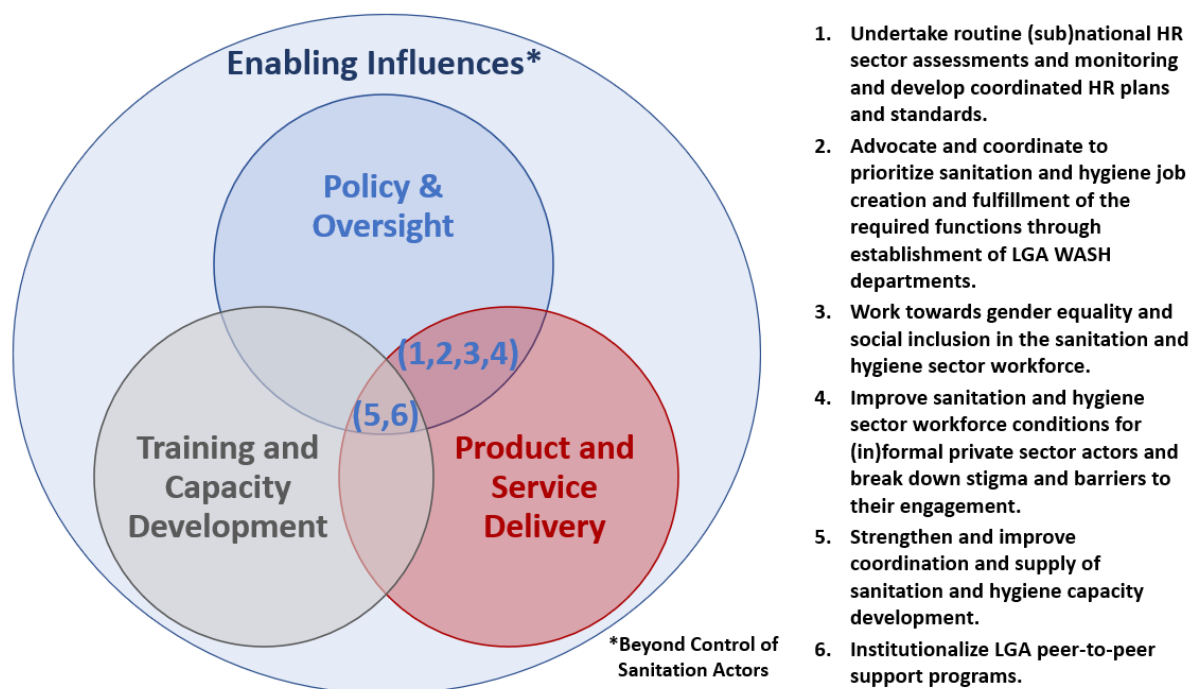 Enabling Influences*
Policy &
Oversight
(1,2,3,4)
(5,6)
Training and
Capacity
Development
Product and
Service
Delivery
*Beyond Control of
Sanitation Actors
1. Undertake routine (sub)national HR
sector assessments and monitoring
and develop coordinated HR plans
and standards.
2. Advocate and coordinate to
prioritize sanitation and hygiene job
creation and fulfillment of the
required functions through
establishment of LGA WASH
departments.
3. Work towards gender equality and
social inclusion in the sanitation and
hygiene sector workforce.
4. Improve sanitation and hygiene
sector workforce conditions for
(in)formal private sector actors and
break down stigma and barriers to
their engagement.
5. Strengthen and improve
coordination and supply of
sanitation and hygiene capacity
development.
6. Institutionalize LGA peer-to-peer
support programs.